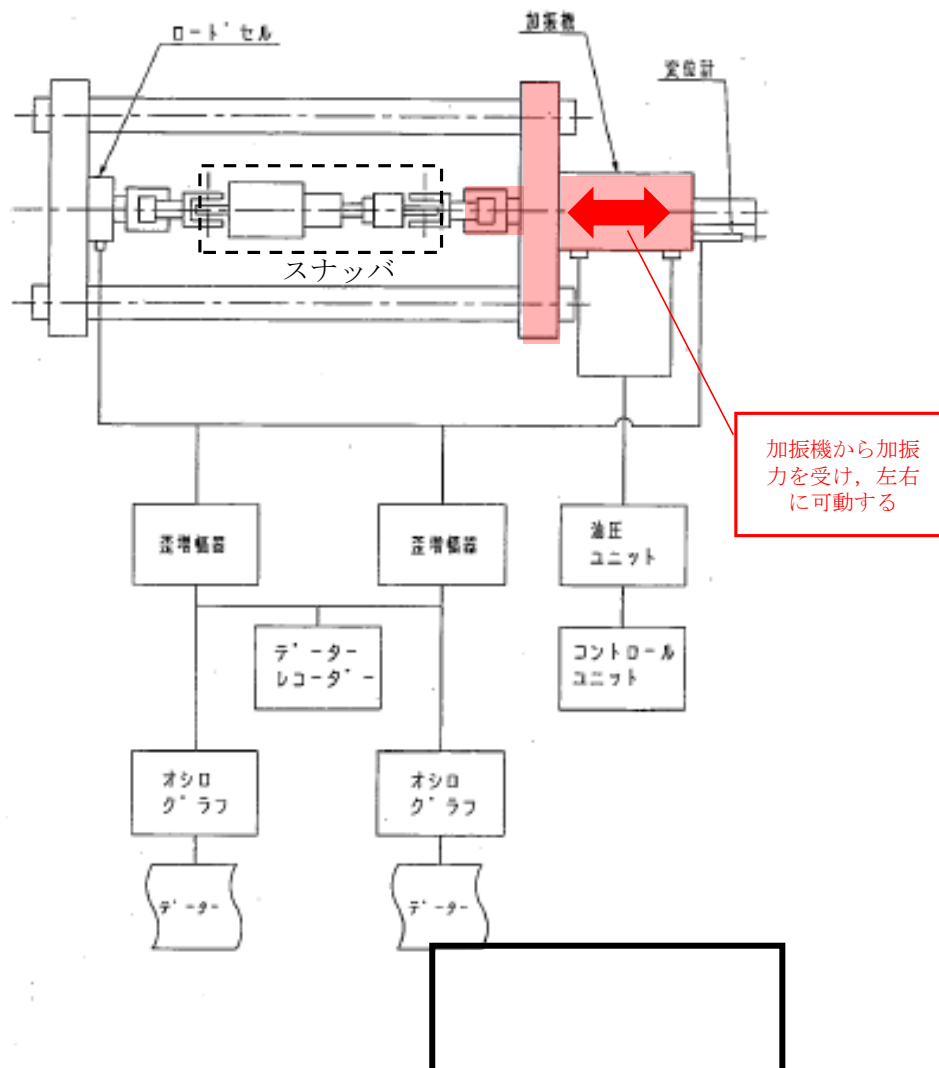 ロードセル
加振機
変位計
スナッバ
加振機から加振
力を受け，左右
に可動する
歪増幅器
歪増幅器
油圧
ユニット
データー
レコーダー
コントロール
ユニット
オシロ
グラフ
オシロ
グラフ
データー
データー